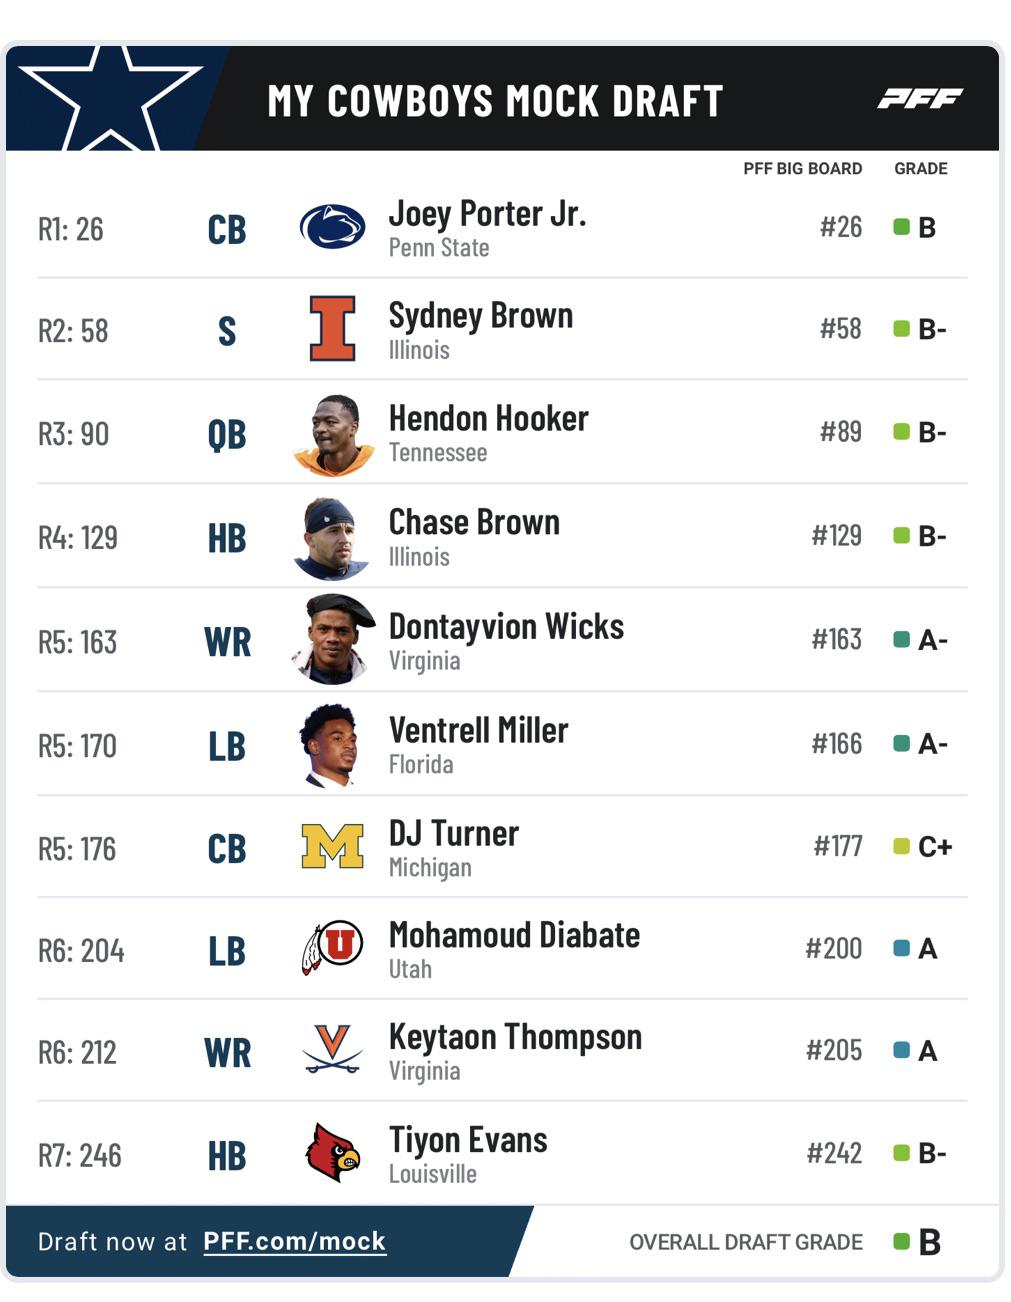 MY COWBOYS MOCK DRAFT PFF
PFF BIG BOARD GRADE
R1: 26 CB Joey Porter Jr. #26 B
Penn State
R2: 58 S I Sydney Brown #58 B-
Illinois
R3: 90 QB Hendon Hooker #89 B-
Tennessee
R4: 129 HB Chase Brown #129 B-
Illinois
R5: 163 WR Dontayvion Wicks #163 A-
Virginia
R5: 170 LB Ventrell Miller #166 A-
Florida
R5: 176 CB M DJ Turner #177 C+
Michigan
R6: 204 LB U Mohamoud Diabate #200 A
Utah
R6: 212 WR V Keytaon Thompson #205 A
Virginia
R7: 246 HB Tiyon Evans #242 B-
Louisville
Draft now at PFF.com/mock OVERALL DRAFT GRADE B